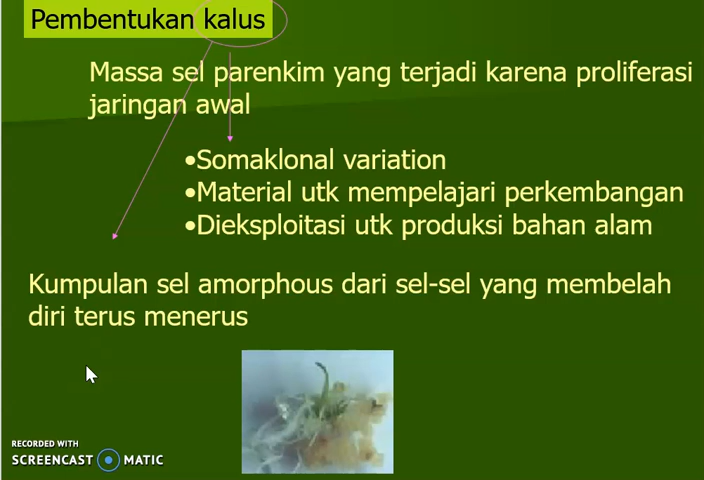 Pembentukan kalus
Massa sel parenkim yang terjadi karena proliferasi
jaringan awal
•Somaklonal variation
•Material utk mempelajari perkembangan
•Dieksploitasi utk produksi bahan alam
Kumpulan sel amorphous dari sel-sel yang membelah
diri terus menerus
RECORDED WITH
SCREENCAST MATIC